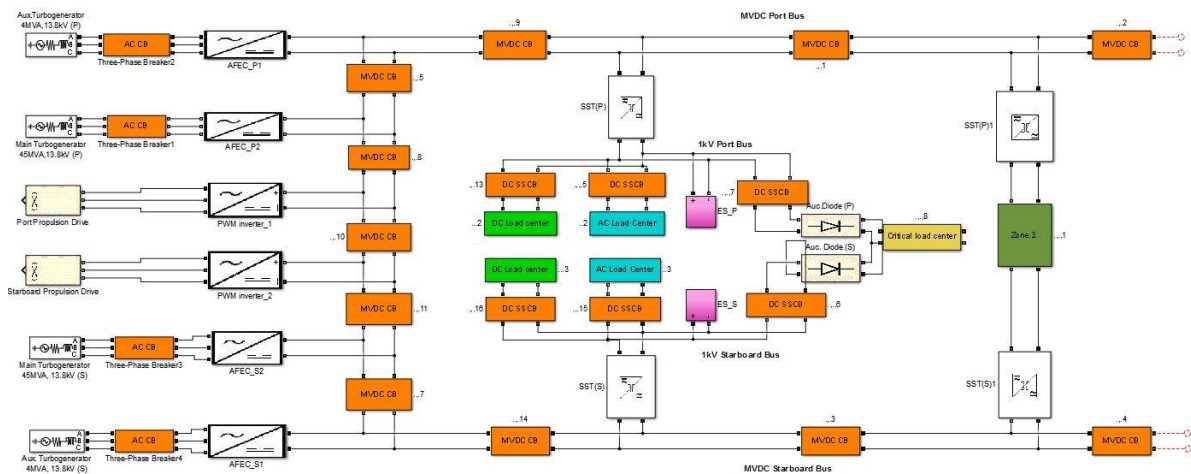 Aux.Turbogenerator
4MVA,13.8kV (P)
A
B
C
AC CB
Three-Phase Breaker2
AFEC_P1
.,.9
MVDC CB
MVDC Port Bus
MVDC CB
.,.1
.,.2
MVDC CB
MVDC CB
.,.5
SST(P)
SST(P)1
A
B
C
Main Turbogenerator
45MVA,13.8kV (P)
AC CB
Three-Phase Breaker1
AFEC_P2
MVDC CB
.,.8
1kV Port Bus
.,.13
DC SSCB
.,.5
DC SSCB
.,.7
DC SSCB
Port Propulsion Drive
PWM inverter_1
+
-
..2
DC Load center
..2
AC Load Center
+
-
ES_P
Auc.Diode (P)
..,.8
Critical load center
.,.10
MVDC CB
Zone 2
.,.,.1
Auc. Diode (S)
Starboard Propulsion Drive
PWM inverter_2
+
-
DC Load center
...3
AC Load Center
...3
ES_S
+
-
MVDC CB
.,.11
.,.16
DC SSCB
.,.15
DC SSCB
DC SSCB
.,.,6
1kV Starboard Bus
A
B
C
Main Turbogenerator
45MVA, 13.8kV (S)
AC CB
Three-Phase Breaker3
AFEC_S2
SST(S)
SST(S)1
MVDC CB
.,.7
A
B
C
Aux. Turbogenerator
4MVA, 13.8kV (S)
AC CB
Three-Phase Breaker4
AFEC_S1
.,.14
MVDC CB
.,.3
MVDC CB
.,.4
MVDC CB
MVDC Starboard Bus